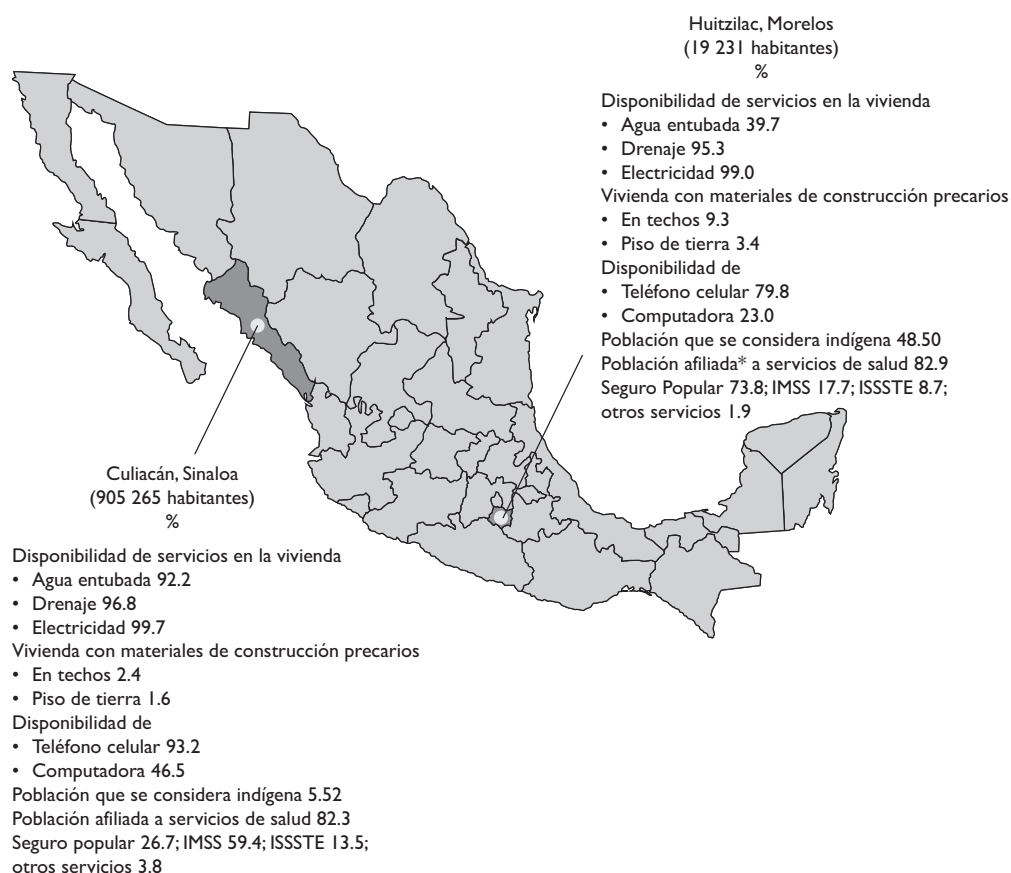 Huitzilac, Morelos
(19 231 habitantes)
%
Disponibilidad de servicios en la vivienda
• Agua entubada 39.7
• Drenaje 95.3
• Electricidad 99.0
Vivienda con materiales de construcción precarios
• En techos 9.3
• Piso de tierra 3.4
Disponibilidad de
• Teléfono celular 79.8
• Computadora 23.0
Población que se considera indígena 48.50
Población afiliada* a servicios de salud 82.9
Seguro Popular 73.8; IMSS 17.7; ISSSTE 8.7;
otros servicios 1.9
Culiacán, Sinaloa
(905 265 habitantes)
%
Disponibilidad de servicios en la vivienda
• Agua entubada 92.2
• Drenaje 96.8
• Electricidad 99.7
Vivienda con materiales de construcción precarios
• En techos 2.4
• Piso de tierra 1.6
Disponibilidad de
• Teléfono celular 93.2
• Computadora 46.5
Población que se considera indígena 5.52
Población afiliada a servicios de salud 82.3
Seguro popular 26.7; IMSS 59.4; ISSSTE 13.5;
otros servicios 3.8